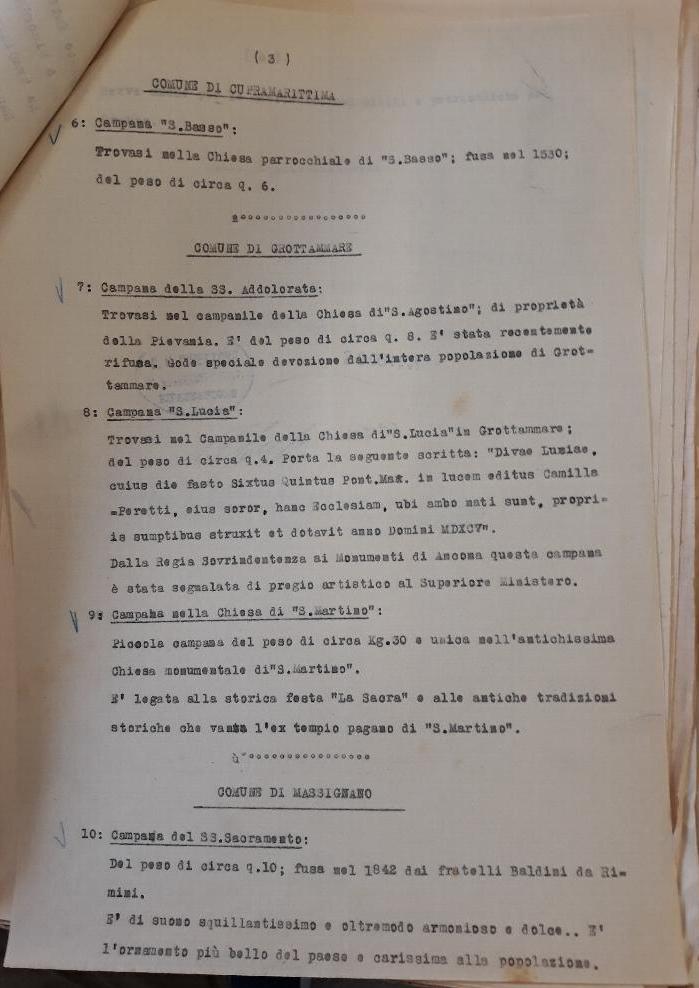 ( 3 )
COMUNE DI CUPRAMARITTIMA
6: Campana "S.Basso":
Trovasi nella Chiesa parrocchiale di "S.Basso"; fusa nel 1530;
del peso di circa q. 6.
COMUNE DI GROTTAMMARE
7: Campana della SS. Addolorata:
Trovasi nel campanile della Chiesa di"S.Agostino"; di proprietà
della Pievania. E' del peso di circa q. 8. E' stata recentemente
rifusa. Gode speciale devozione dall'intera popolazione di Grot=
tammare.
8: Campana "S.Lucia":
Trovasi nel Campanile della Chiesa di"S.Lucia"in Grottammare;
del peso di circa q.4. Porta la seguente scritta: "Divae Lusiae,
cuius die fasto Sixtus Quintus Pont.Max. in lucem editus Camilla
=Peretti, eius soror, hanc Ecclesiam, ubi ambo nati sunt, propri=
is sumptibus struxit et dotavit anno Domini MDXCV".
Dalla Regia Sovrindentenza ai Monumenti di Ancona questa campana
è stata segnalata di pregio artistico al Superiore Ministero.
9: Campana nella Chiesa di "S.Martino":
Piccola campana del peso di circa Kg.30 e unica nell'antichissima
Chiesa monumentale di"S.Martino".
E' legata alla storica festa "La Sacra" e alle antiche tradizioni
storiche che vanta l'ex tempio pagano di "S.Martino".
COMUNE DI MASSIGNANO
10: Campana del SS.Sacramento:
Del peso di circa q.10; fusa nel 1842 dai fratelli Baldini da Ri=
mini.
E' di suono squillantissimo e oltremodo armonioso e dolce.. E'
l'ornamento più bello del paese e carissima alla popolazione.